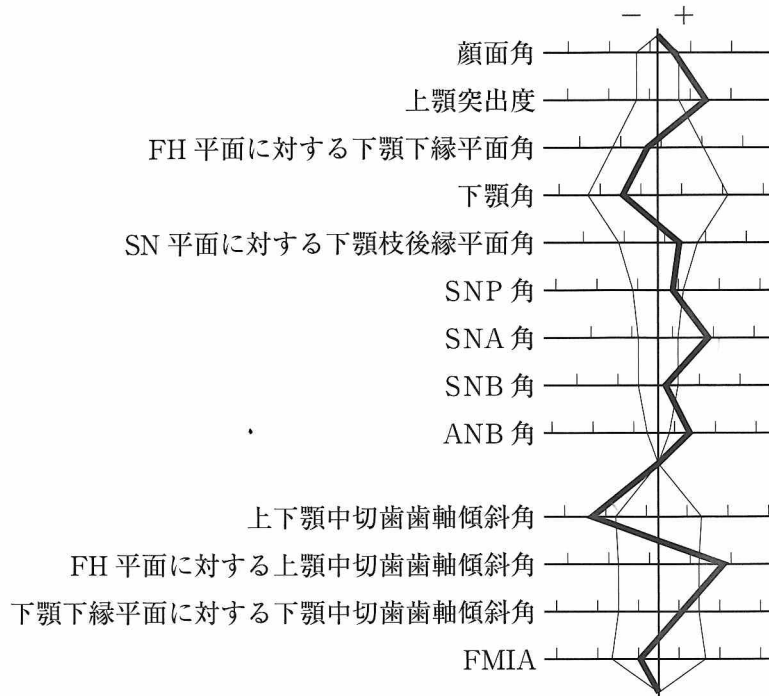 − +
顔面角
上顎突出度
FH 平面に対する下顎下縁平面角
下顎角
SN 平面に対する下顎枝後縁平面角
SNP 角
SNA 角
SNB 角
ANB 角
上下顎中切歯歯軸傾斜角
FH 平面に対する上顎中切歯歯軸傾斜角
下顎下縁平面に対する下顎中切歯歯軸傾斜角
FMIA